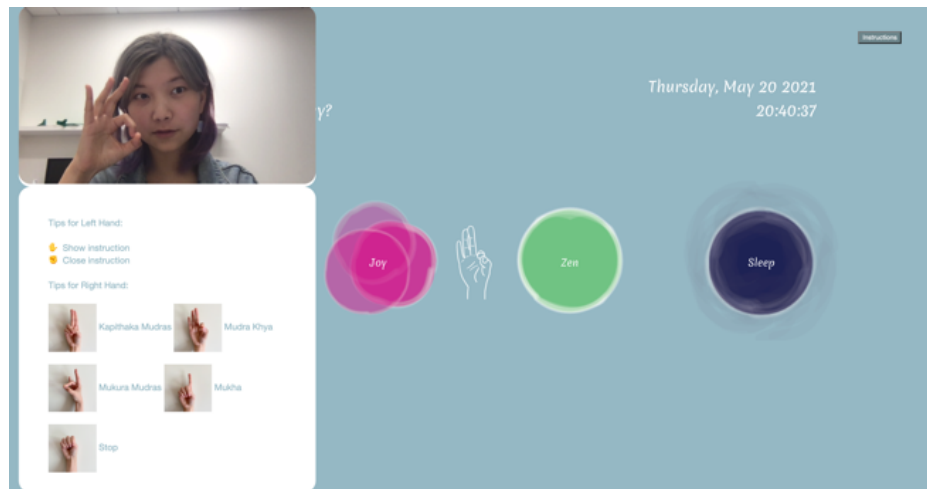 Instructions
Thursday, May 20 2021
y?
20:40:37
Tips for Left Hand:
Show instruction
Close instruction
Tips for Right Hand:
Kapithaka Mudras
Mudra Khya
Mukura Mudras
Mukha
Stop
Joy
Zen
Sleep